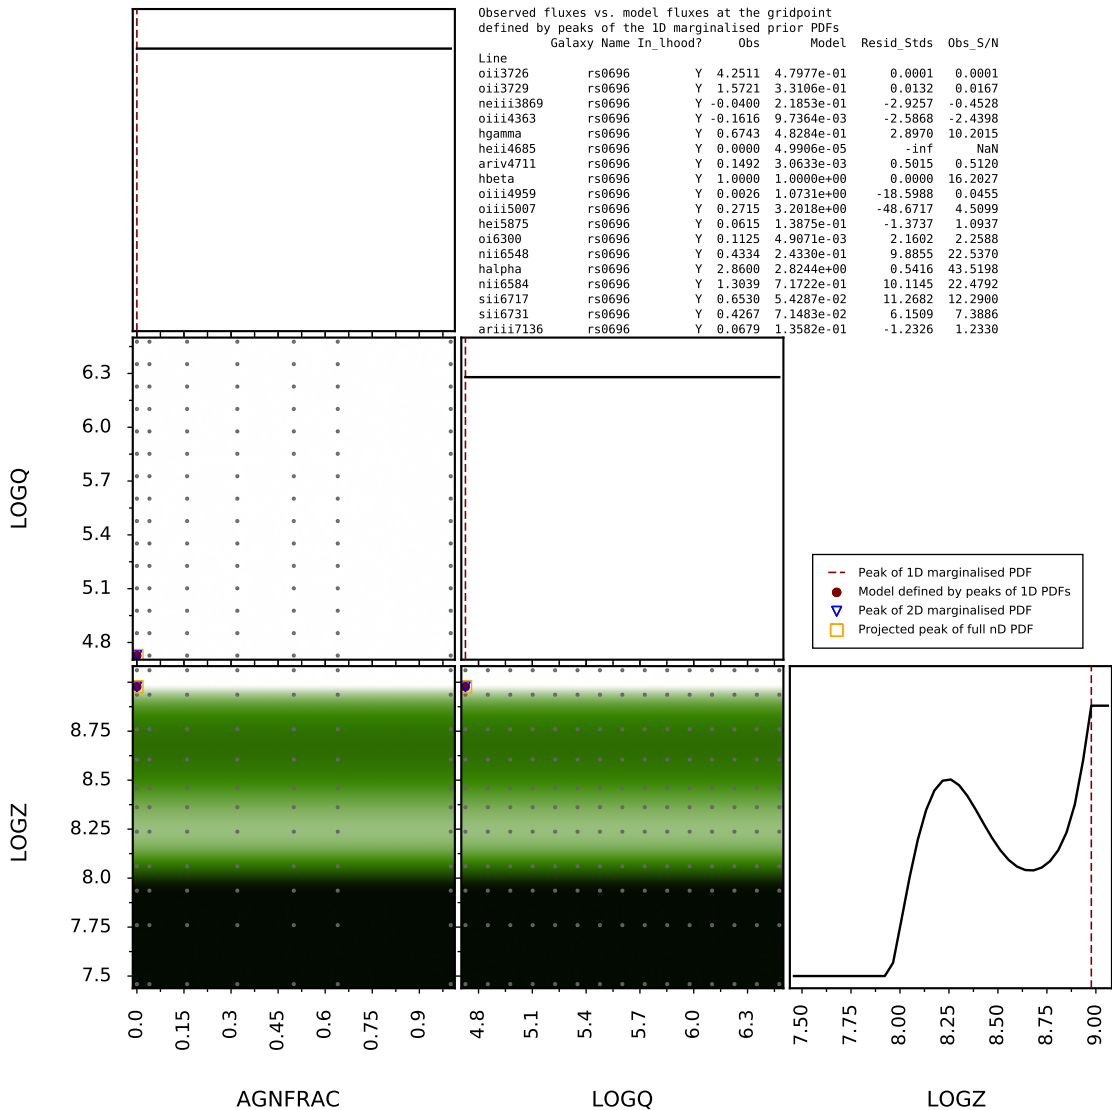 Observed fluxes vs. model fluxes at the gridpoint
defined by peaks of the 1D marginalised prior PDFs
Galaxy Name In_lhood? Obs Model Resid_Stds Obs_S/N
Line
oii3726 rs0696 Y 4.2511 4.7977e-01 0.0001 0.0001
oii3729 rs0696 Y 1.5721 3.3106e-01 0.0132 0.0167
neiii3869 rs0696 Y -0.0400 2.1853e-01 -2.9257 -0.4528
oiii4363 rs0696 Y -0.1616 9.7364e-03 -2.5868 -2.4398
hgamma rs0696 Y 0.6743 4.8284e-01 2.8970 10.2015
heii4685 rs0696 Y 0.0000 4.9906e-05 -inf NaN
ariv4711 rs0696 Y 0.1492 3.0633e-03 0.5015 0.5120
hbeta rs0696 Y 1.0000 1.0000e+00 0.0000 16.2027
oiii4959 rs0696 Y 0.0026 1.0731e+00 -18.5988 0.0455
oiii5007 rs0696 Y 0.2715 3.2018e+00 -48.6717 4.5099
hei5875 rs0696 Y 0.0615 1.3875e-01 -1.3737 1.0937
oi6300 rs0696 Y 0.1125 4.9071e-03 2.1602 2.2588
nii6548 rs0696 Y 0.4334 2.4330e-01 9.8855 22.5370
halpha rs0696 Y 2.8600 2.8244e+00 0.5416 43.5198
nii6584 rs0696 Y 1.3039 7.1722e-01 10.1145 22.4792
sii6717 rs0696 Y 0.6530 5.4287e-02 11.2682 12.2900
sii6731 rs0696 Y 0.4267 7.1483e-02 6.1509 7.3886
ariii7136 rs0696 Y 0.0679 1.3582e-01 -1.2326 1.2330
6.3
6.0
5.7
5.4
5.1
4.8
LOGQ
Peak of 1D marginalised PDF
Model defined by peaks of 1D PDFs
Peak of 2D marginalised PDF
Projected peak of full nD PDF
8.75
8.5
8.25
8.0
7.75
7.5
LOGZ
0.0 0.15 0.3 0.45 0.6 0.75 0.9
4.8 5.1 5.4 5.7 6.0 6.3
7.50 7.75 8.00 8.25 8.50 8.75 9.00
AGNFRAC LOGQ LOGZ